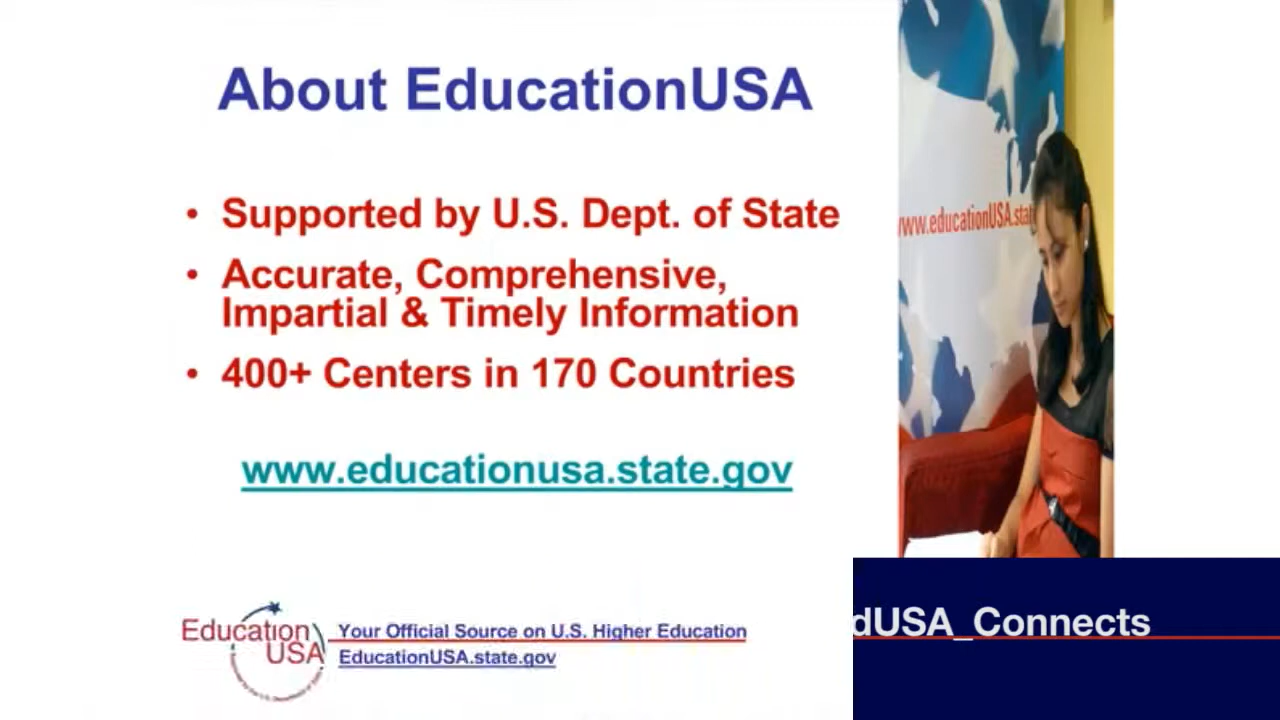 About EducationUSA
• Supported by U.S. Dept. of State
• Accurate, Comprehensive,
Impartial & Timely Information
• 400+ Centers in 170 Countries
www.educationusa.state.gov
www.educationUSA.stat
Education
USA
Your Official Source on U.S. Higher Education
EducationUSA.state.gov
dUSA_Connects